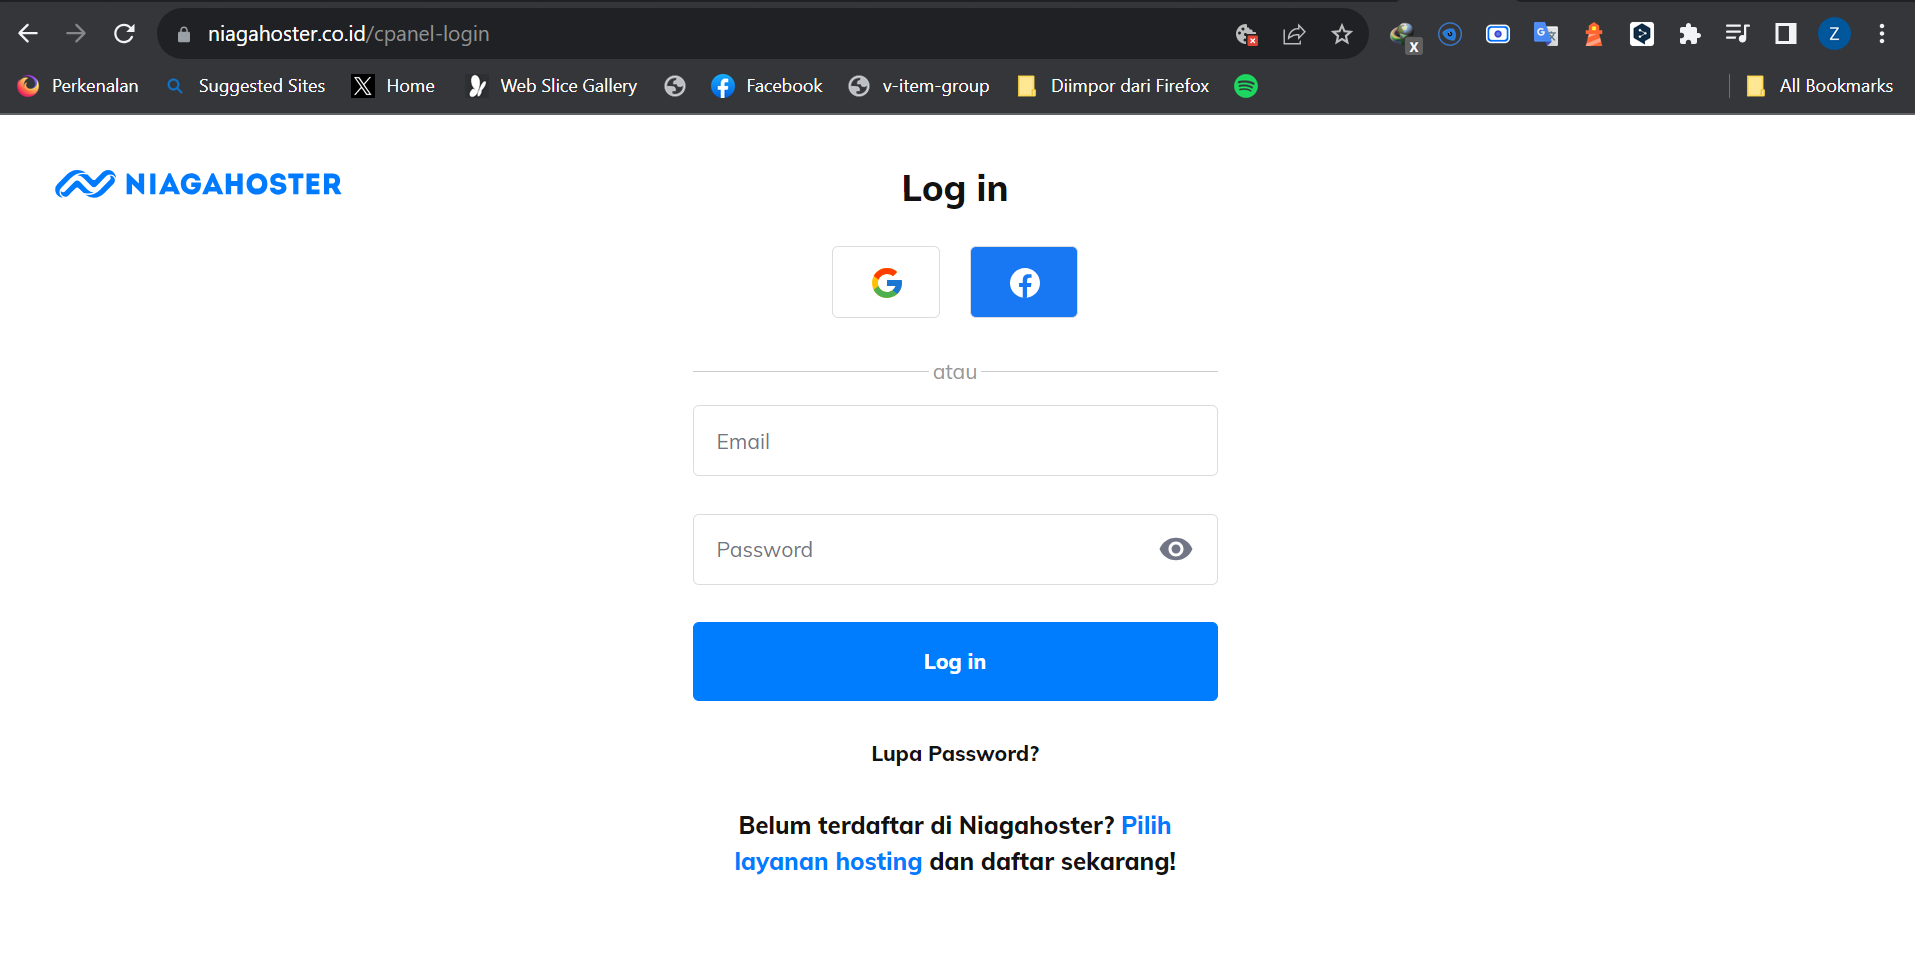 niagahoster.co.id/cpanel-login
Z
Perkenalan Suggested Sites Home Web Slice Gallery Facebook v-item-group Diimpor dari Firefox All Bookmarks
NIAGAHOSTER
Log in
atau
Email
Password
Log in
Lupa Password?
Belum terdaftar di Niagahoster? Pilih
layanan hosting dan daftar sekarang!